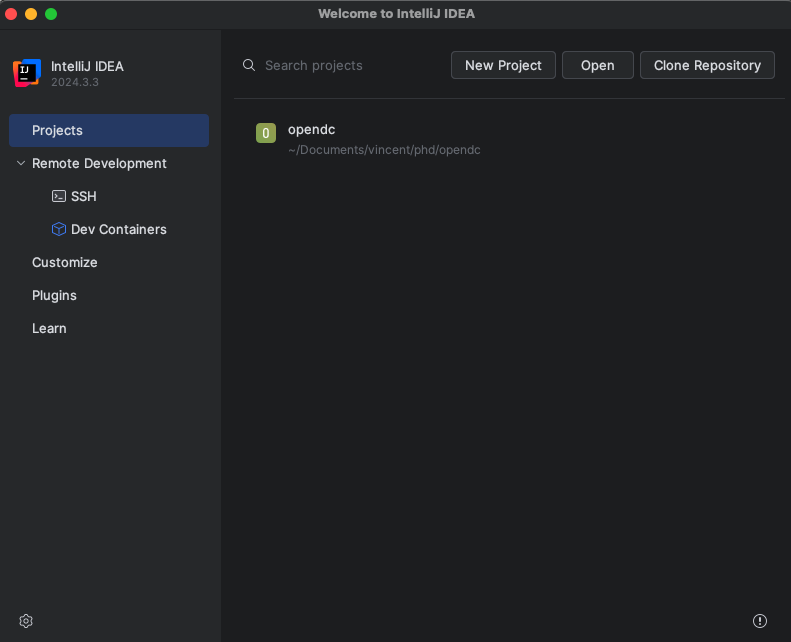 Welcome to IntelliJ IDEA
IJ
IntelliJ IDEA
2024.3.3
Projects
Remote Development
SSH
Dev Containers
Customize
Plugins
Learn
Search projects
New Project
Open
Clone Repository
O
opendc
~/Documents/vincent/phd/opendc